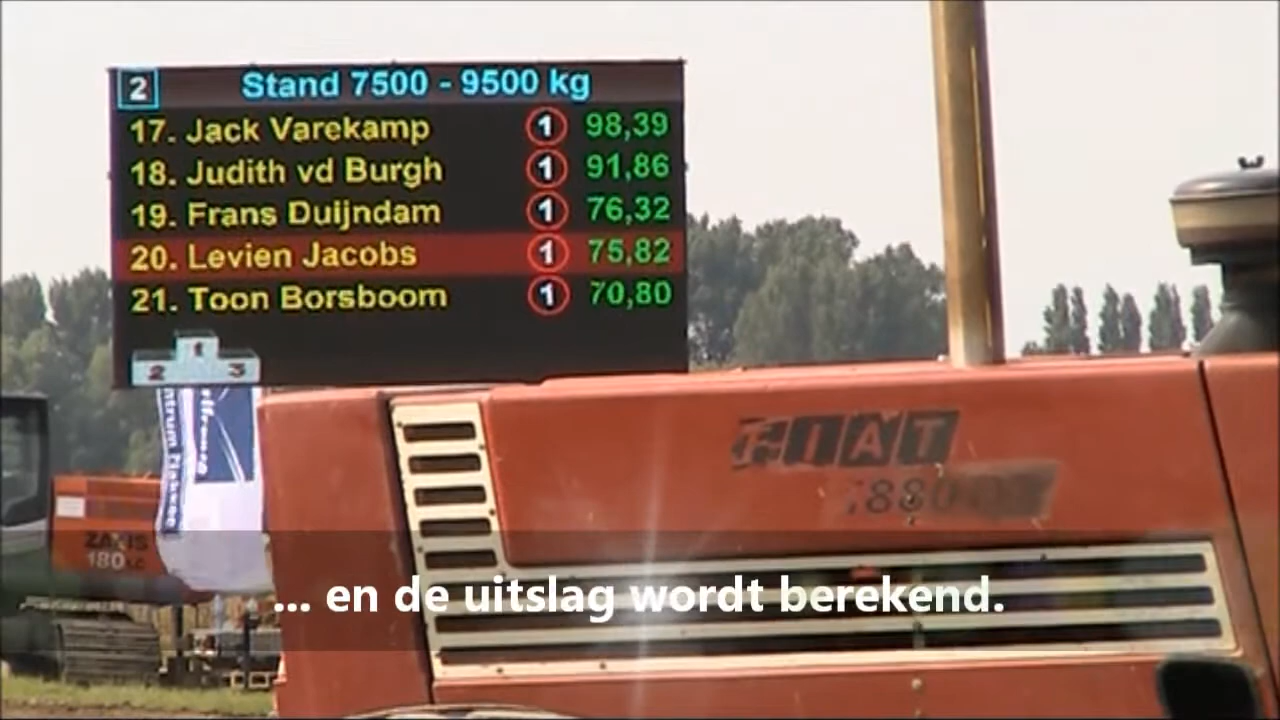 2 Stand 7500 - 9500 kg
17. Jack Varekamp 1 98,39
18. Judith vd Burgh 1 91,86
19. Frans Duijndam 1 76,32
20. Levien Jacobs 1 75,82
21. Toon Borsboom 1 70,80
1
2 3
FIAT
880
180
... en de uitslag wordt berekend.